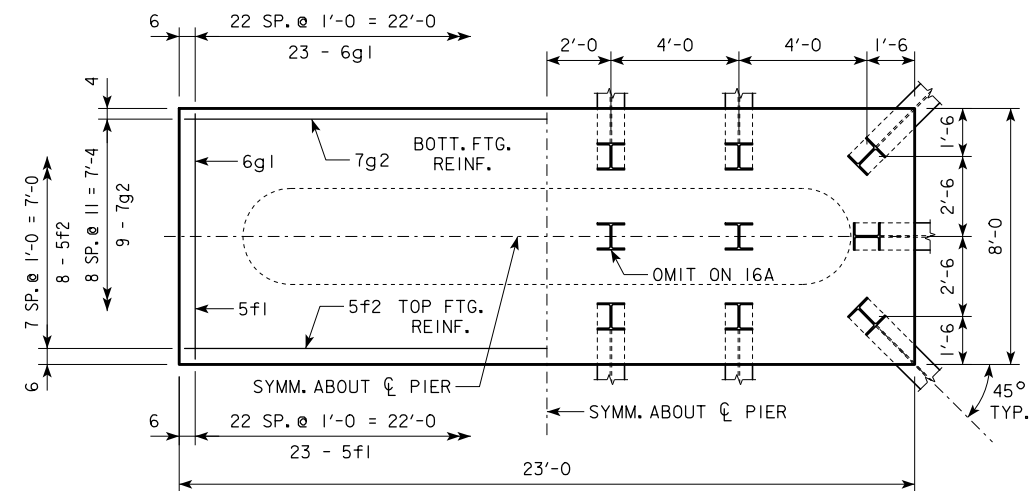 6
22 SP. @ 1'-0 = 22'-0
23 - 6g1
2'-0
4'-0
4'-0
1'-6
4
6g1
7g2
BOTT. FTG.
REINF.
1'-6
7 SP. @ 1'-0 = 7'-0
8 - 5f2
8 SP. @ 11 = 7'-4
9 - 7g2
2'-6
8'-0
OMIT ON 16A
5f1
5f2 TOP FTG.
REINF.
2'-6
6
1'-6
SYMM. ABOUT ℄ PIER
SYMM. ABOUT ℄ PIER
45°
TYP.
6
22 SP. @ 1'-0 = 22'-0
23 - 5f1
23'-0